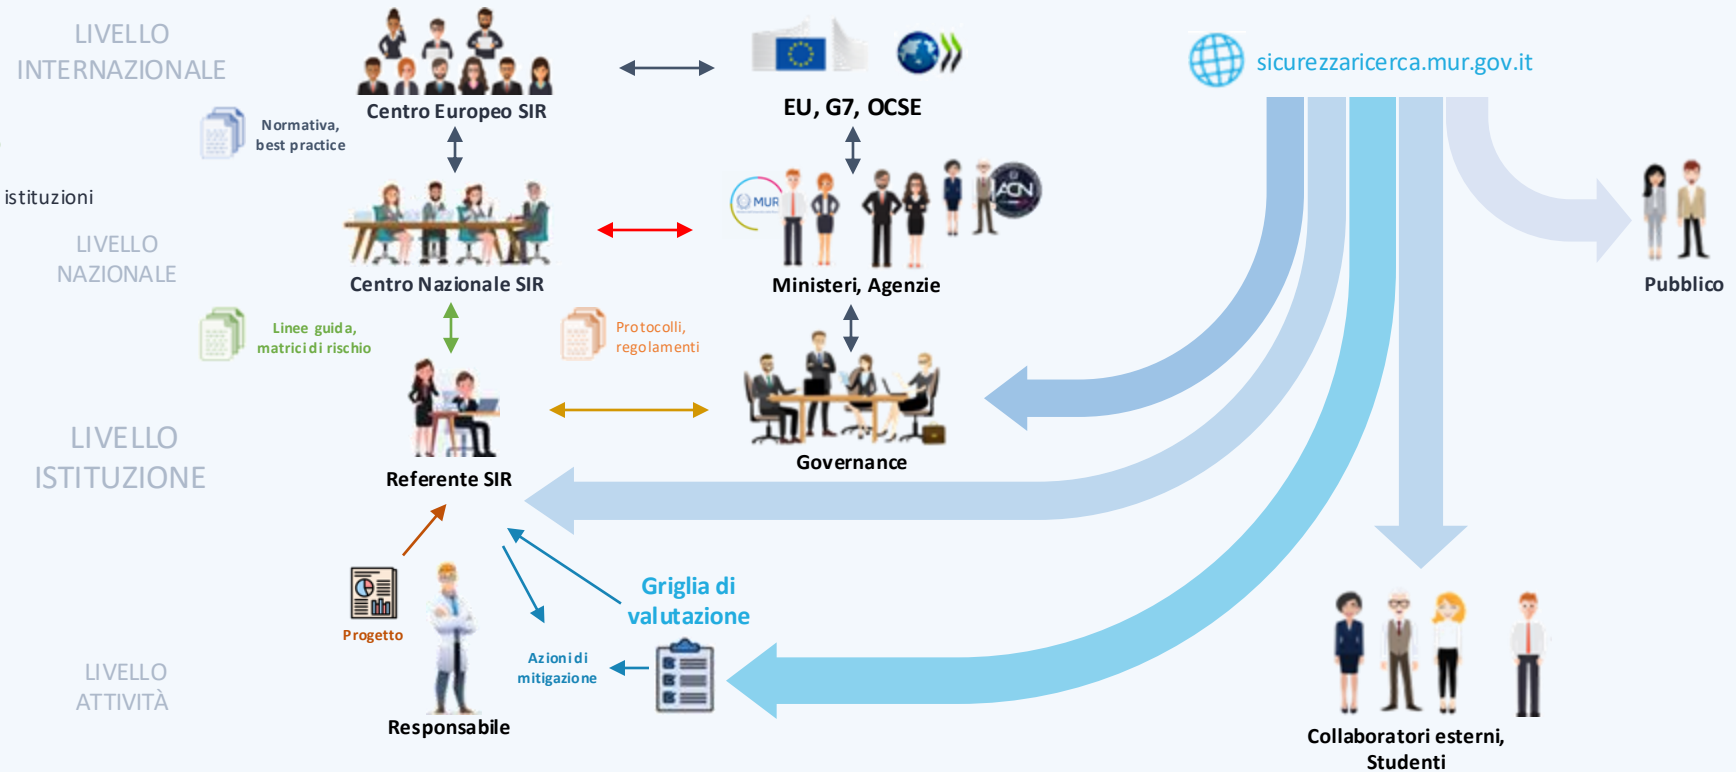 LIVELLO
INTERNAZIONALE
Centro Europeo SIR
EU, G7, OCSE
sicurezzaricerca.mur.gov.it
Normativa,
best practice
istituzioni
MUR
ACN
LIVELLO
NAZIONALE
Centro Nazionale SIR
Ministeri, Agenzie
Pubblico
Linee guida,
matrici di rischio
Protocolli,
regolamenti
LIVELLO
ISTITUZIONE
Referente SIR
Governance
Progetto
Griglia di
valutazione
Azioni di
mitigazione
LIVELLO
ATTIVITÀ
Responsabile
Collaboratori esterni,
Studenti